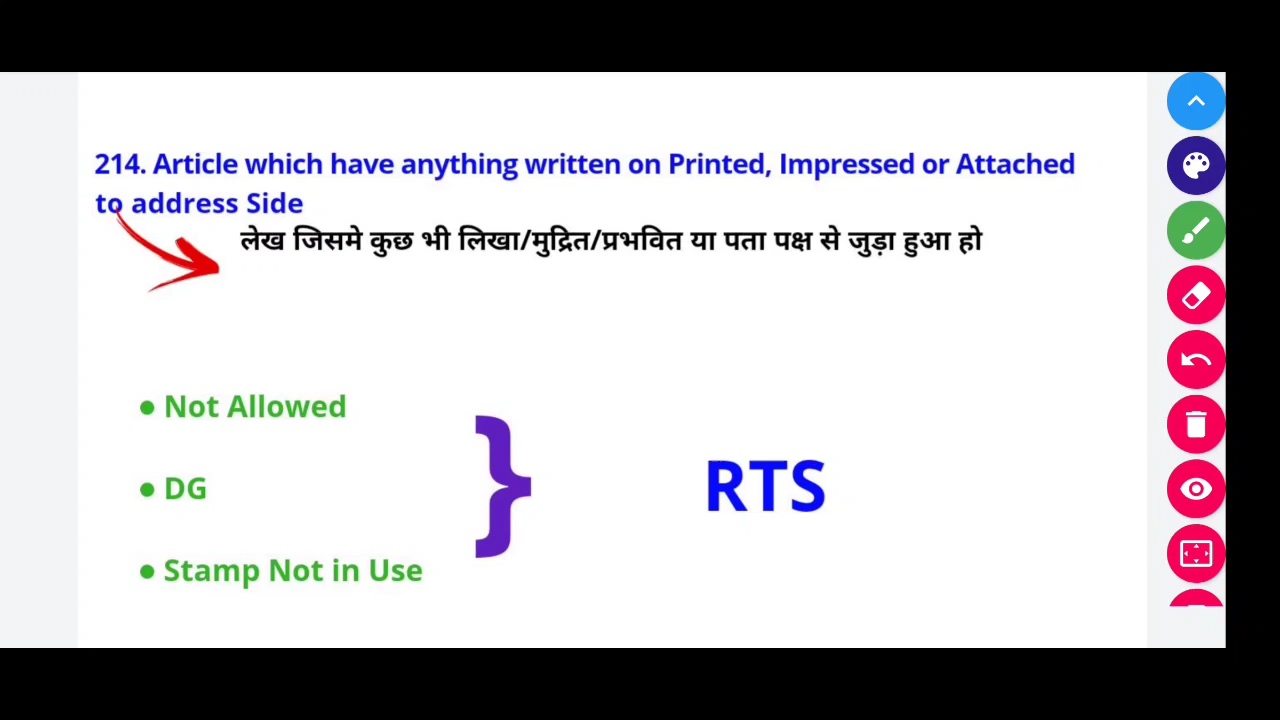 214. Article which have anything written on Printed, Impressed or Attached
to address Side
लेख जिसमे कुछ भी लिखा/मुद्रित/प्रभवित या पता पक्ष से जुड़ा हुआ हो
• Not Allowed
• DG
• Stamp Not in Use
} RTS